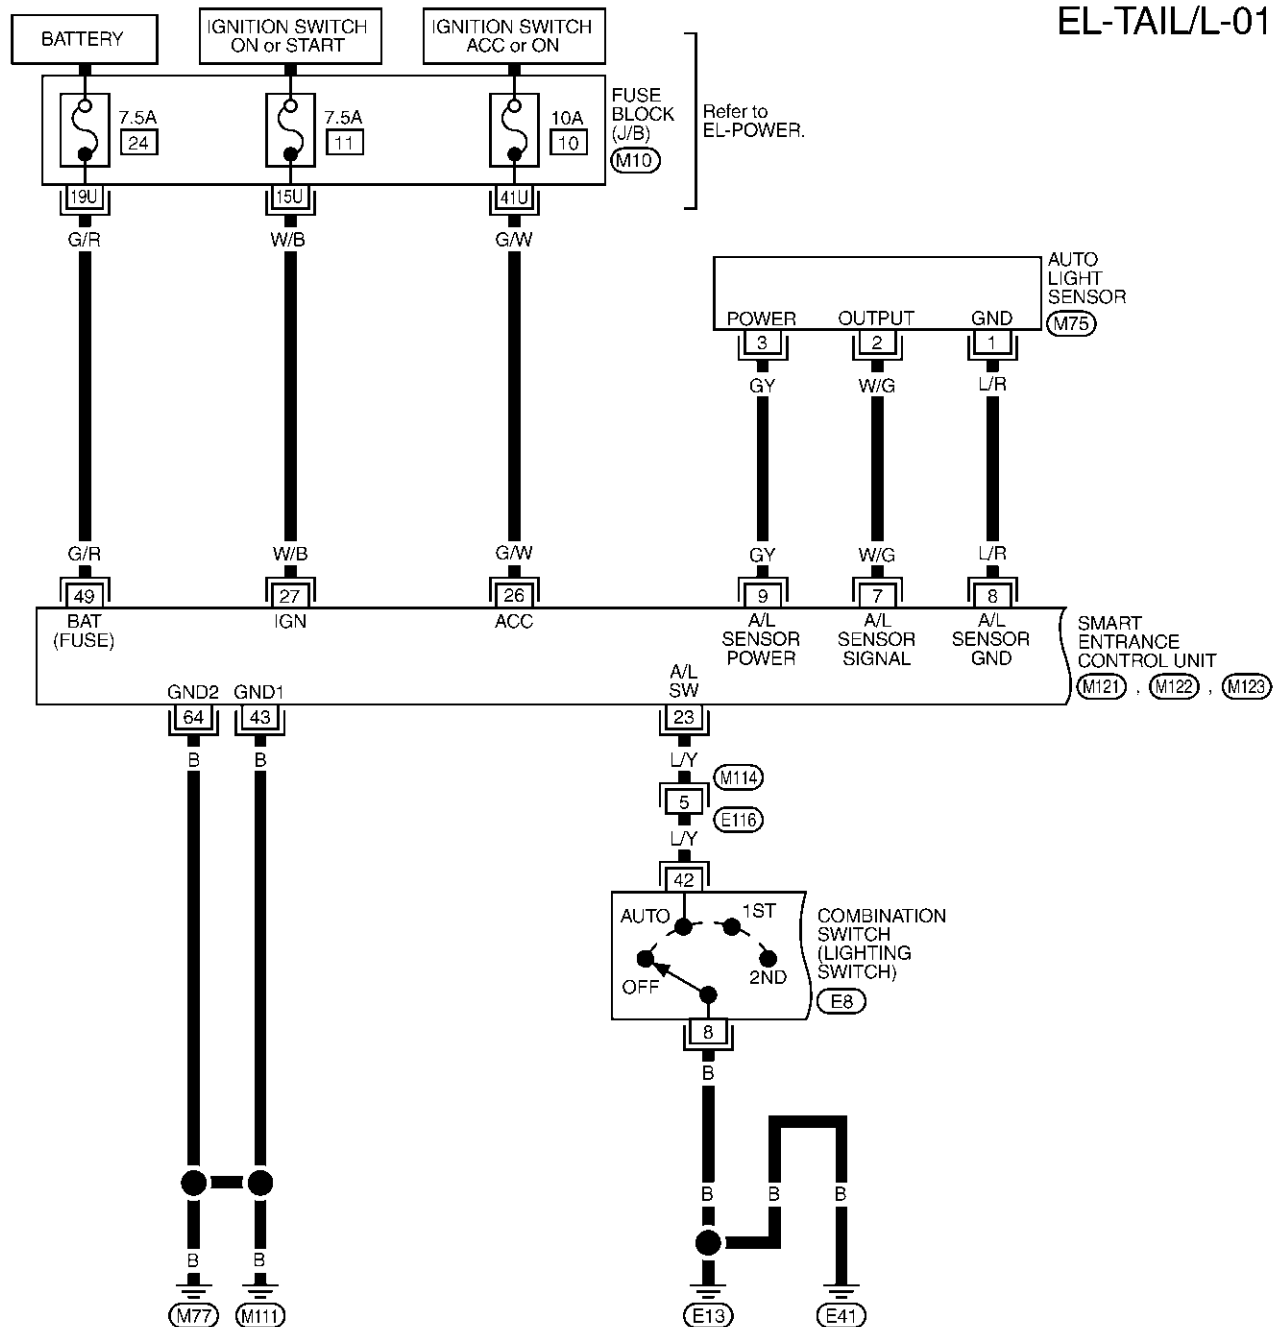 EL-TAIL/L-01
BATTERY
IGNITION SWITCH
ON or START
IGNITION SWITCH
ACC or ON
7.5A
24
7.5A
11
10A
10
FUSE
BLOCK
(J/B)
M10
Refer to
EL-POWER.
19U
15U
41U
G/R
W/B
G/W
AUTO
LIGHT
SENSOR
M75
POWER
OUTPUT
GND
3
2
1
GY
W/G
L/R
G/R
W/B
G/W
GY
W/G
L/R
49
27
26
9
7
8
BAT
(FUSE)
IGN
ACC
A/L
SENSOR
POWER
A/L
SENSOR
SIGNAL
A/L
SENSOR
GND
SMART
ENTRANCE
CONTROL UNIT
M121 , M122 , M123
GND2
GND1
A/L
SW
64
43
23
B
B
L/Y
M114
5
E116
L/Y
42
AUTO
1ST
OFF
2ND
COMBINATION
SWITCH
(LIGHTING
SWITCH)
E8
8
B
B
B
B
B
B
M77
M111
E13
E41